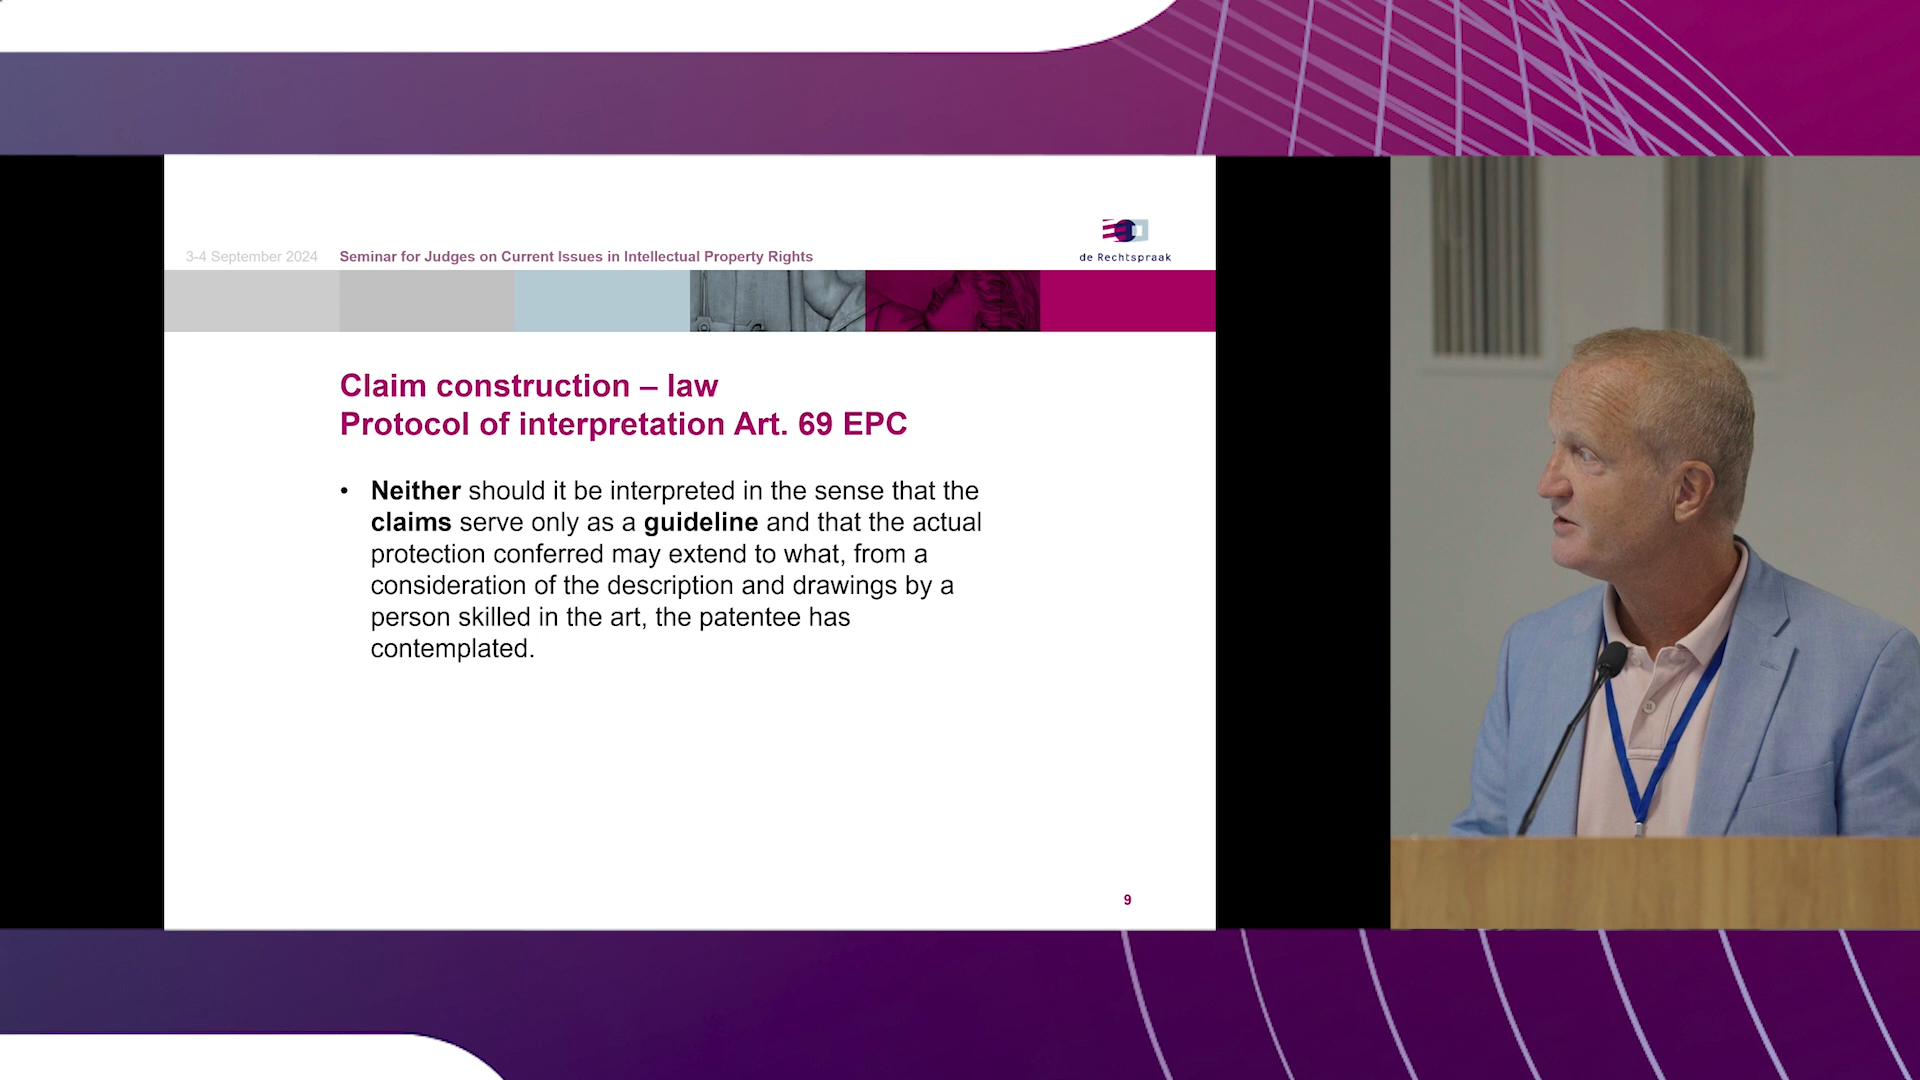 3-4 September 2024 Seminar for Judges on Current Issues in Intellectual Property Rights
de Rechtspraak
Claim construction – law
Protocol of interpretation Art. 69 EPC
• Neither should it be interpreted in the sense that the
claims serve only as a guideline and that the actual
protection conferred may extend to what, from a
consideration of the description and drawings by a
person skilled in the art, the patentee has
contemplated.
9